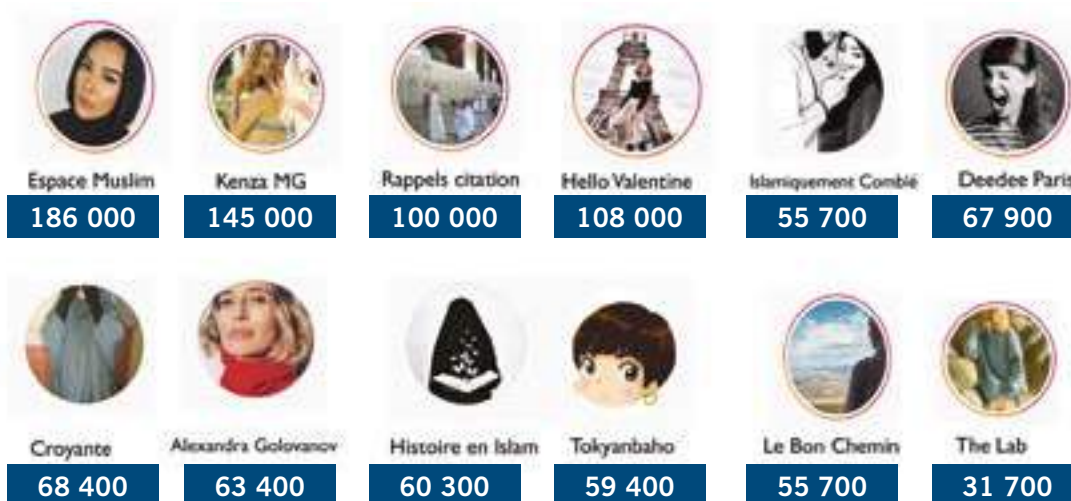 Espace Muslim
Kenza MG
Rappels citation
Hello Valentine
Islamiquement Comblé
Deedee Paris
186 000
145 000
100 000
108 000
55 700
67 900
Croyante
Alexandra Golovanov
Histoire en Islam
Tokyanbaho
Le Bon Chemin
The Lab
68 400
63 400
60 300
59 400
55 700
31 700